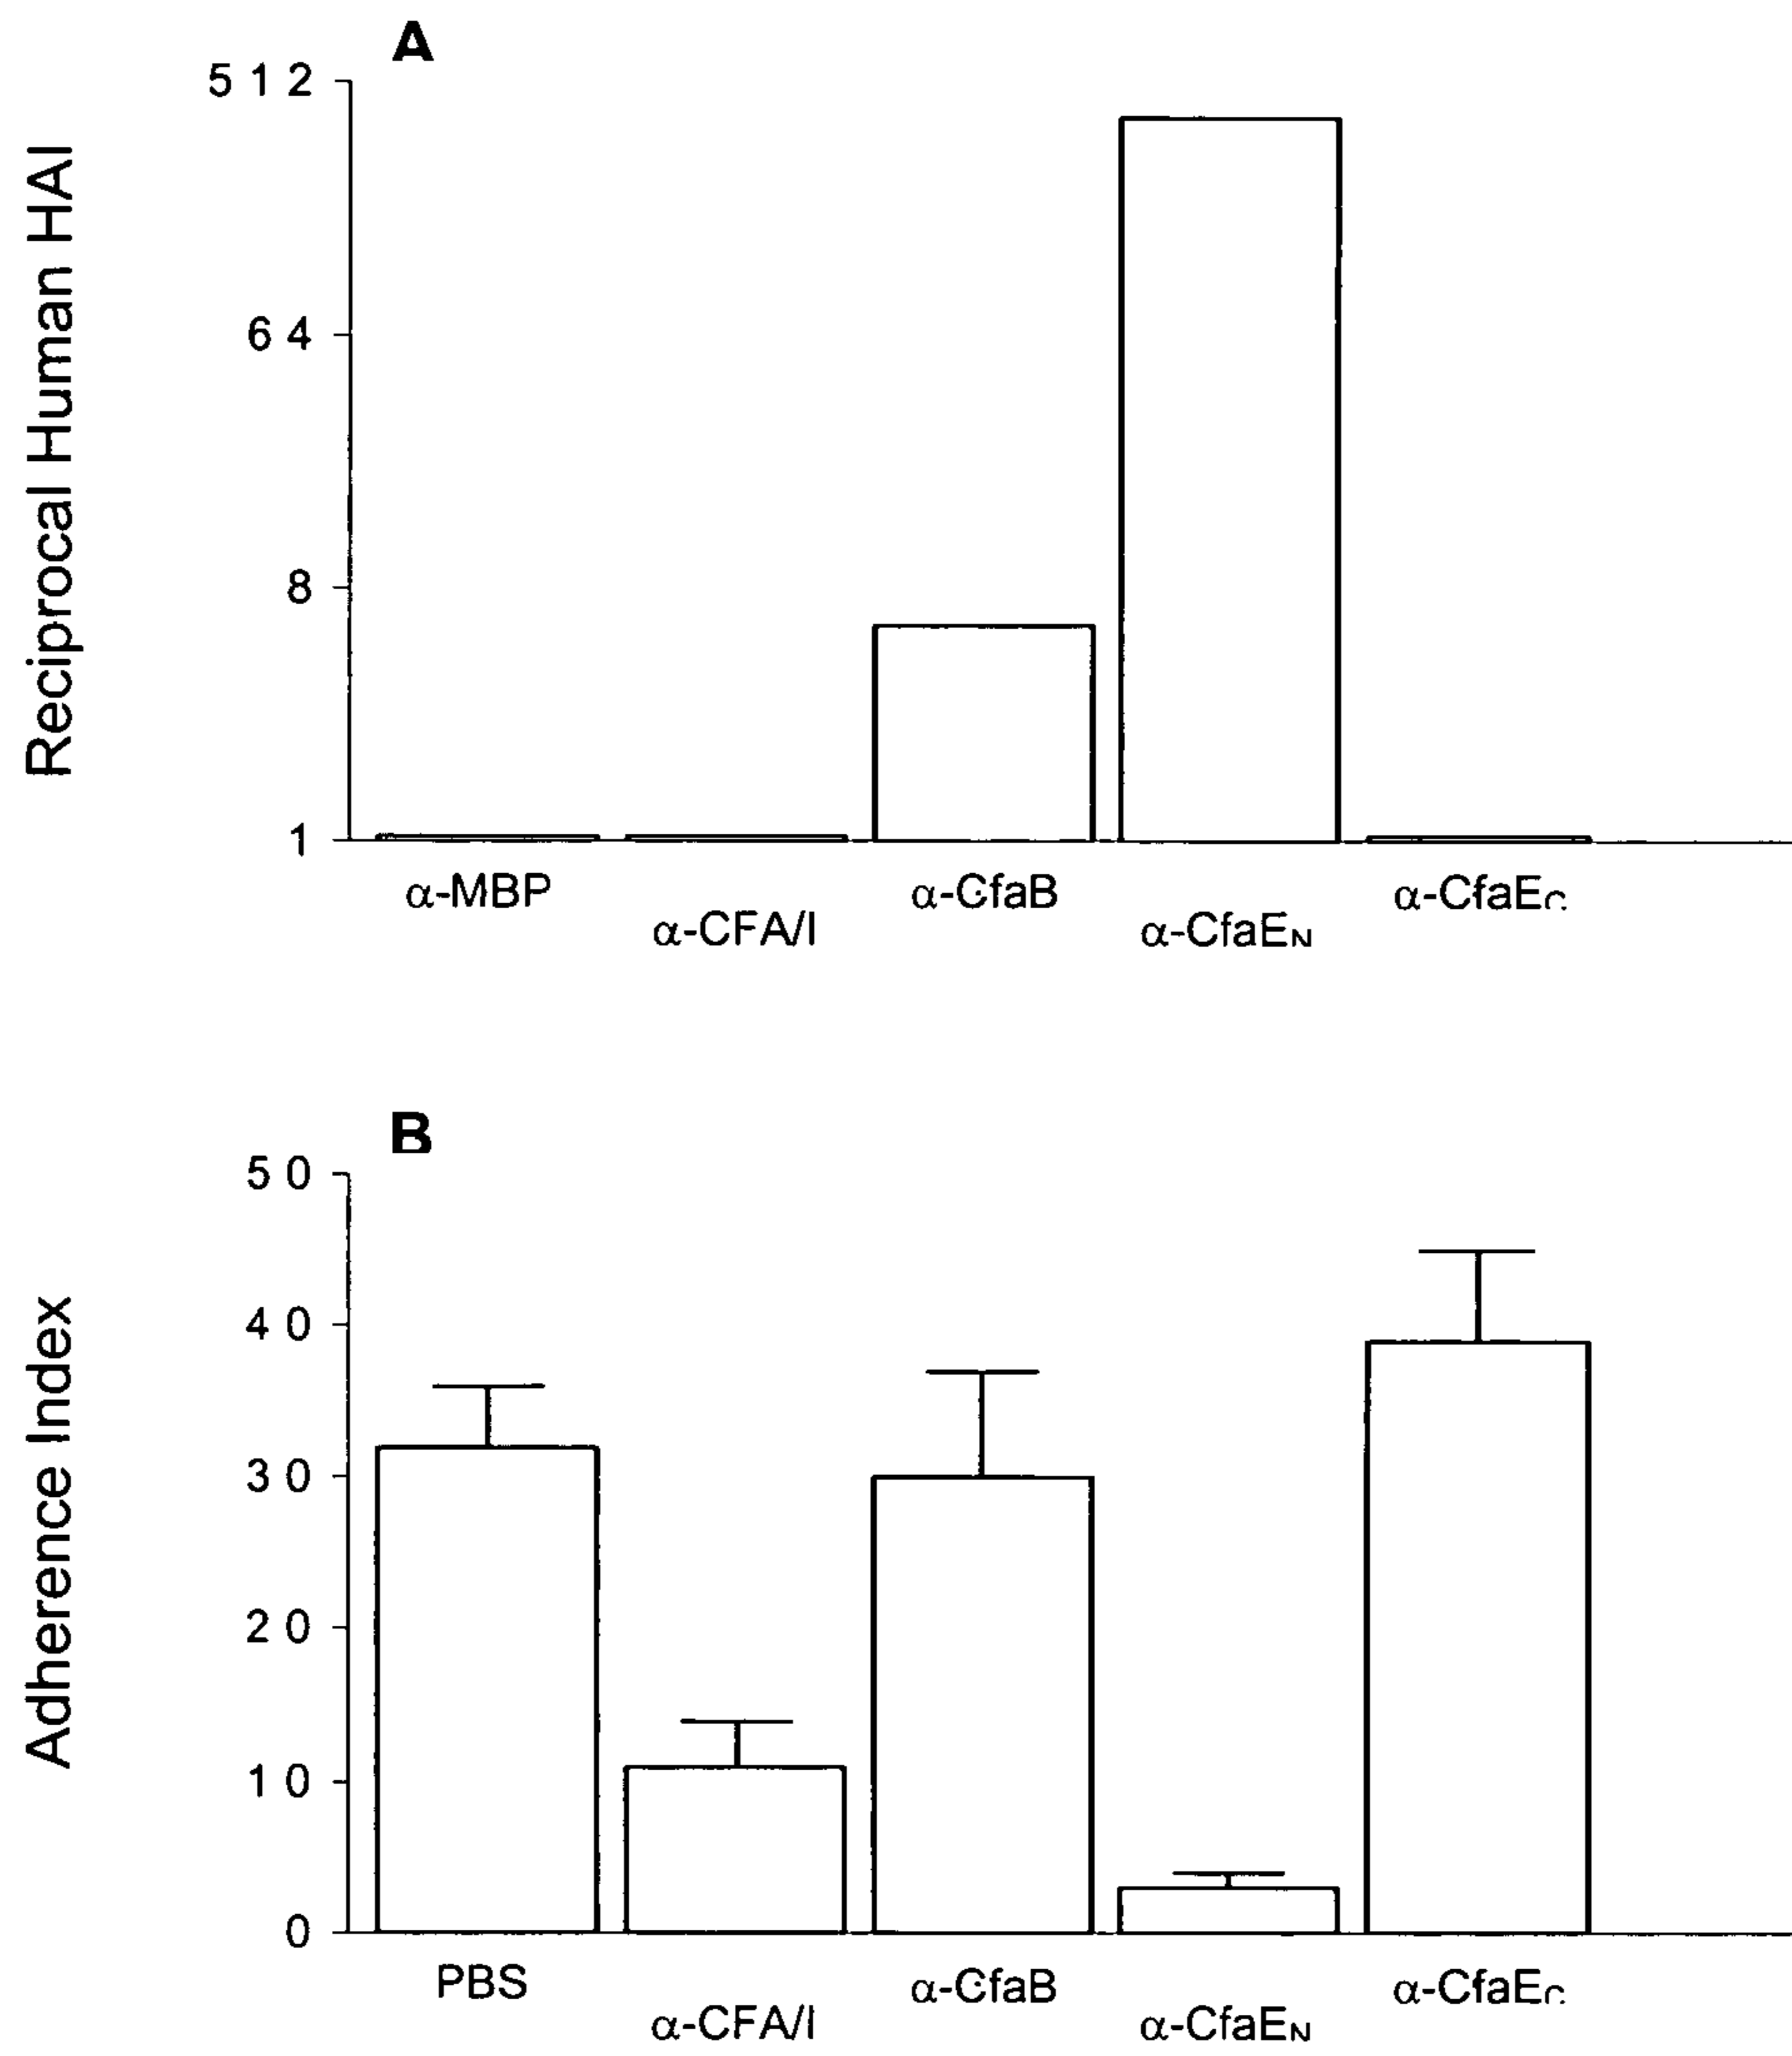 A
Reciprocal Human HAI
512
64
8
1
α-MBP
α-CFA/I
α-CfaB
α-CfaEN
α-CfaEC
B
Adherence Index
50
40
30
20
10
0
PBS
α-CFA/I
α-CfaB
α-CfaEN
α-CfaEC